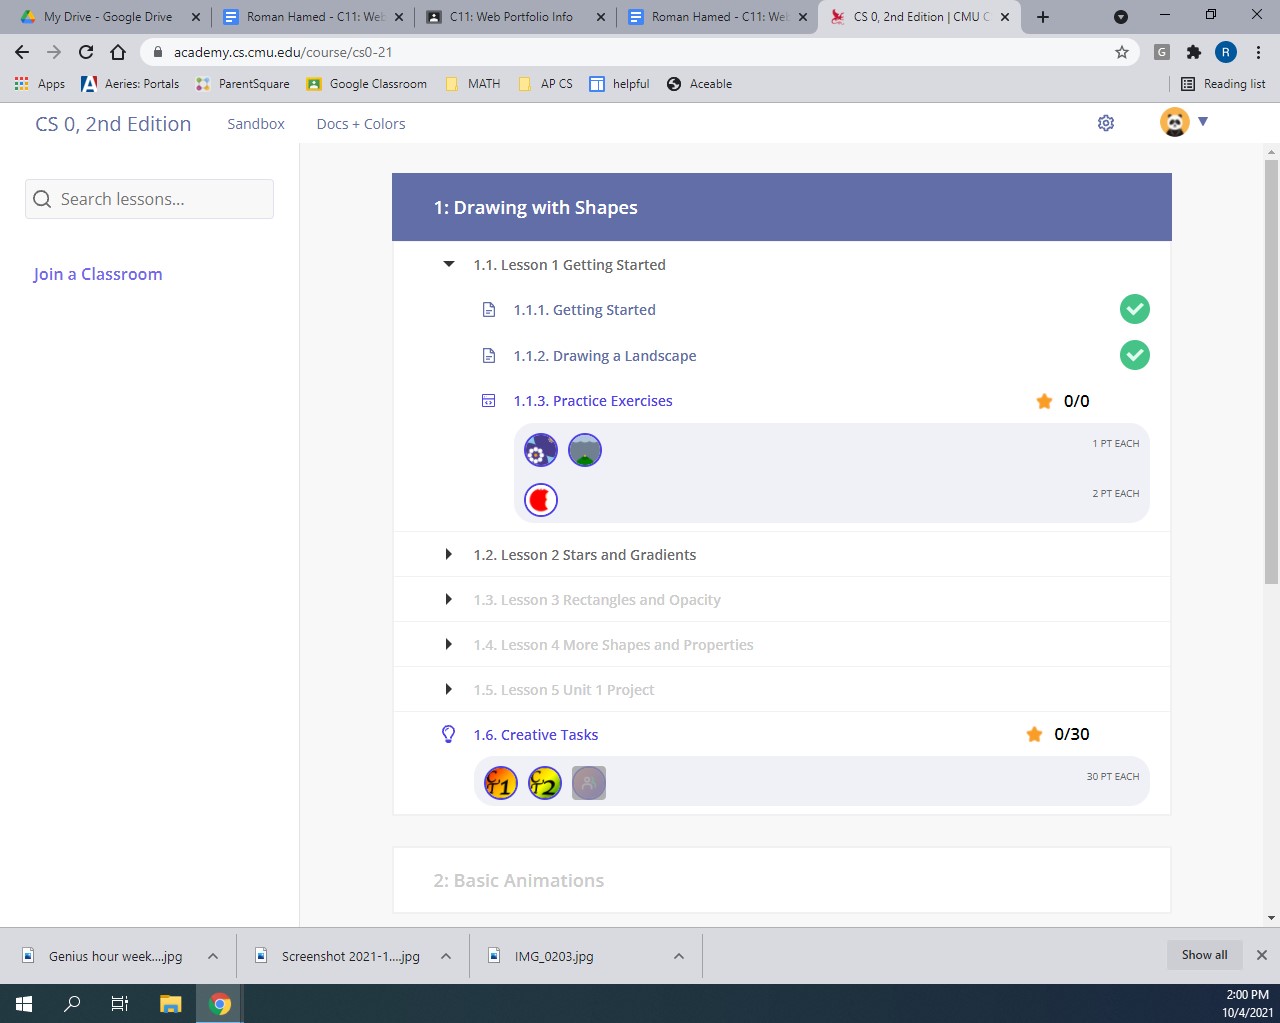 My Drive - Google Drive
Roman Hamed - C11: Web
C11: Web Portfolio Info
Roman Hamed - C11: We
CS 0, 2nd Edition | CMU C
academy.cs.cmu.edu/course/cs0-21
G
R
Apps
Aeries: Portals
ParentSquare
Google Classroom
MATH
AP CS
helpful
Aceable
Reading list
CS 0, 2nd Edition
Sandbox
Docs + Colors
Search lessons...
Join a Classroom
1: Drawing with Shapes
1.1. Lesson 1 Getting Started
1.1.1. Getting Started
1.1.2. Drawing a Landscape
1.1.3. Practice Exercises
0/0
1 PT EACH
2 PT EACH
1.2. Lesson 2 Stars and Gradients
1.3. Lesson 3 Rectangles and Opacity
1.4. Lesson 4 More Shapes and Properties
1.5. Lesson 5 Unit 1 Project
1.6. Creative Tasks
0/30
CT1
CT2
30 PT EACH
2: Basic Animations
Genius hour week....jpg
Screenshot 2021-1....jpg
IMG_0203.jpg
Show all
2:00 PM
10/4/2021